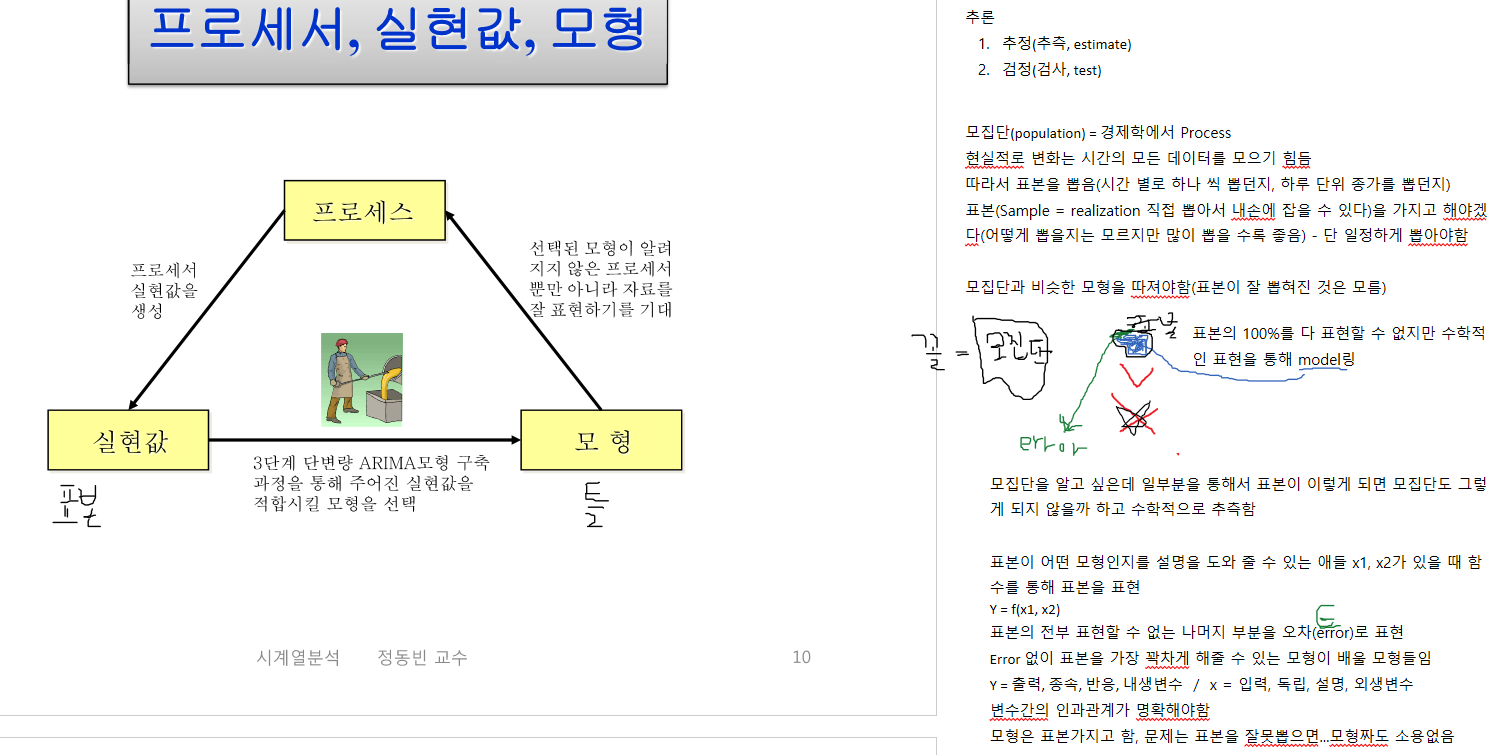 프로세서, 실현값, 모형
프로세스
프로세서
실현값을
생성
선택된 모형이 알려
지지 않은 프로세서
뿐만 아니라 자료를
잘 표현하기를 기대
실현값
모 형
3단계 단변량 ARIMA모형 구축
과정을 통해 주어진 실현값을
적합시킬 모형을 선택
표본
틀
시계열분석 정동빈 교수
10
추론
1. 추정(추측, estimate)
2. 검정(검사, test)
모집단(population) = 경제학에서 Process
현실적로 변화는 시간의 모든 데이터를 모으기 힘듬
따라서 표본을 뽑음(시간 별로 하나 씩 뽑던지, 하루 단위 종가를 뽑던지)
표본(Sample = realization 직접 뽑아서 내손에 잡을 수 있다)을 가지고 해야겠
다(어떻게 뽑을지는 모르지만 많이 뽑을 수록 좋음) - 단 일정하게 뽑아야함
모집단과 비슷한 모형을 따져야함(표본이 잘 뽑혀진 것은 모름)
꼴 = 모집단
표본의 100%를 다 표현할 수 없지만 수학적
인 표현을 통해 model링
모집단을 알고 싶은데 일부분을 통해서 표본이 이렇게 되면 모집단도 그렇
게 되지 않을까 하고 수학적으로 추측함
표본이 어떤 모형인지를 설명을 도와 줄 수 있는 애들 x1, x2가 있을 때 함
수를 통해 표본을 표현
Y = f(x1, x2)
표본의 전부 표현할 수 없는 나머지 부분을 오차(error)로 표현
Error 없이 표본을 가장 꽉차게 해줄 수 있는 모형이 배울 모형들임
Y = 출력, 종속, 반응, 내생변수 / x = 입력, 독립, 설명, 외생변수
변수간의 인과관계가 명확해야함
모형은 표본가지고 함, 문제는 표본을 잘못뽑으면...모형짜도 소용없음